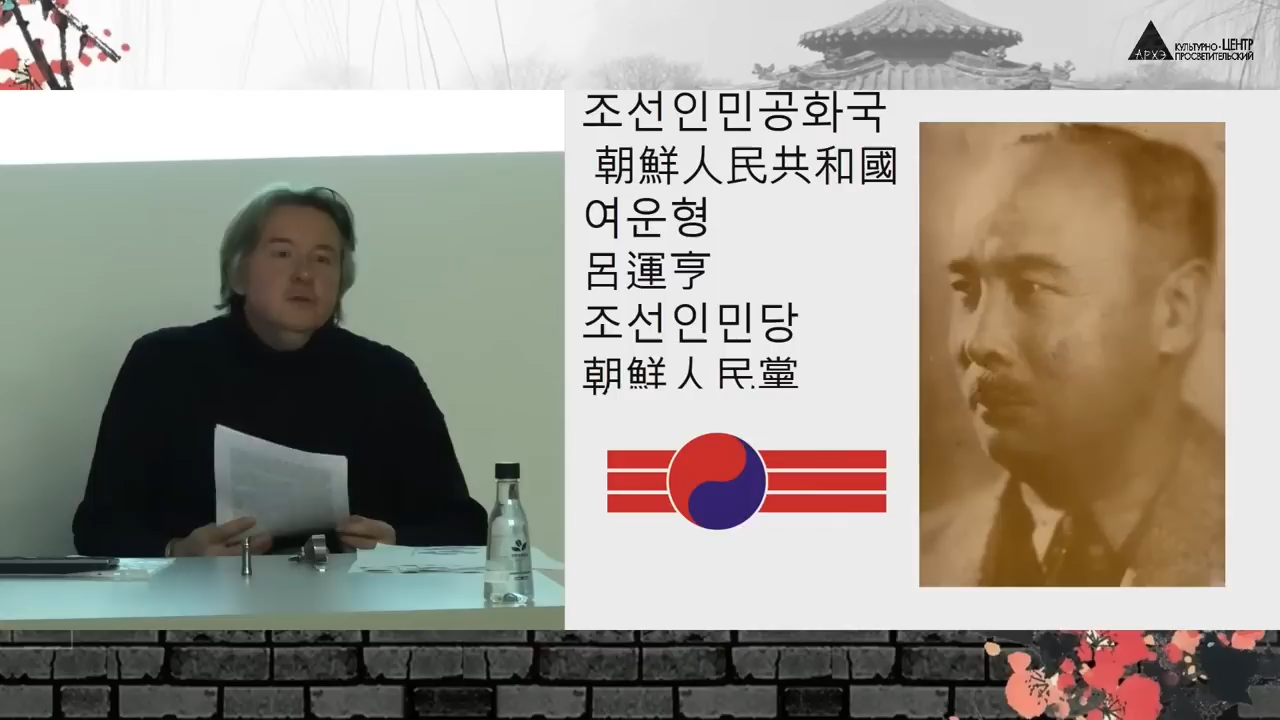 АРХЭ
КУЛЬТУРНО-ЦЕНТР
ПРОСВЕТИТЕЛЬСКИЙ
조선인민공화국
朝鮮人民共和國
여운형
呂運亨
조선인민당
朝鮮人民黨